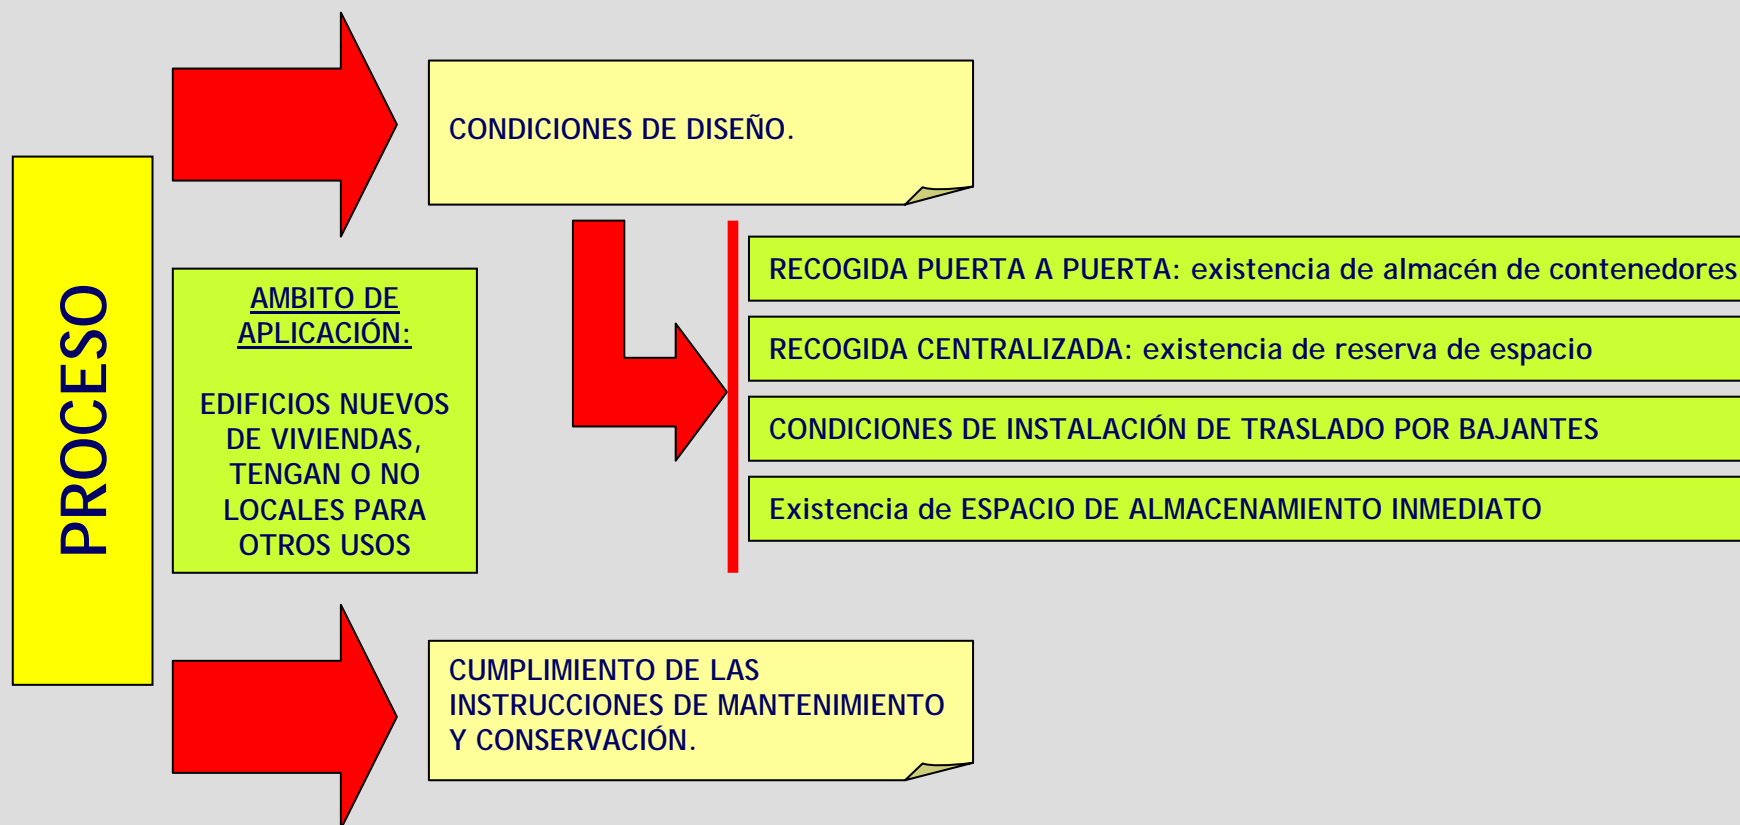 PROCESO
CONDICIONES DE DISEÑO.
AMBITO DE
APLICACIÓN:
EDIFICIOS NUEVOS
DE VIVIENDAS,
TENGAN O NO
LOCALES PARA
OTROS USOS
RECOGIDA PUERTA A PUERTA: existencia de almacén de contenedores
RECOGIDA CENTRALIZADA: existencia de reserva de espacio
CONDICIONES DE INSTALACIÓN DE TRASLADO POR BAJANTES
Existencia de ESPACIO DE ALMACENAMIENTO INMEDIATO
CUMPLIMIENTO DE LAS
INSTRUCCIONES DE MANTENIMIENTO
Y CONSERVACIÓN.